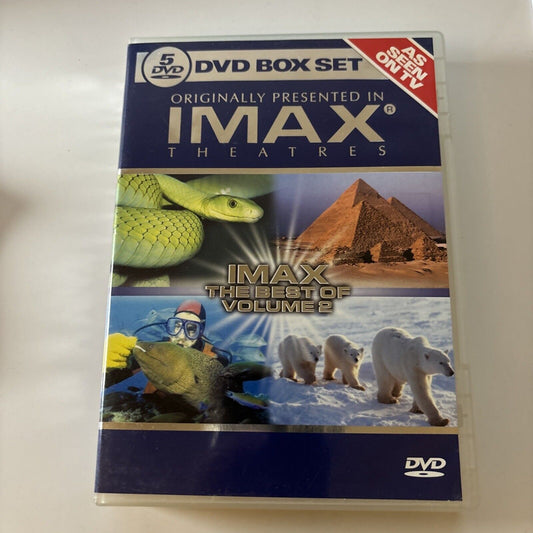 5
DVD
DVD BOX SET
AS
SEEN
ON TV
ORIGINALLY PRESENTED IN
IMAX®
THEATRES
IMAX
THE BEST OF
VOLUME 2
DVD